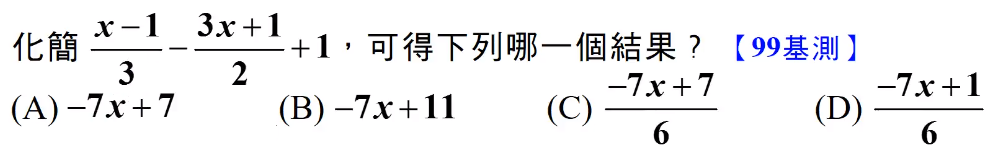 化簡 (x−1)/3 − (3x+1)/2 + 1，可得下列哪一個結果？【99基測】
(A) −7x+7 (B) −7x+11 (C) (−7x+7)/6 (D) (−7x+1)/6